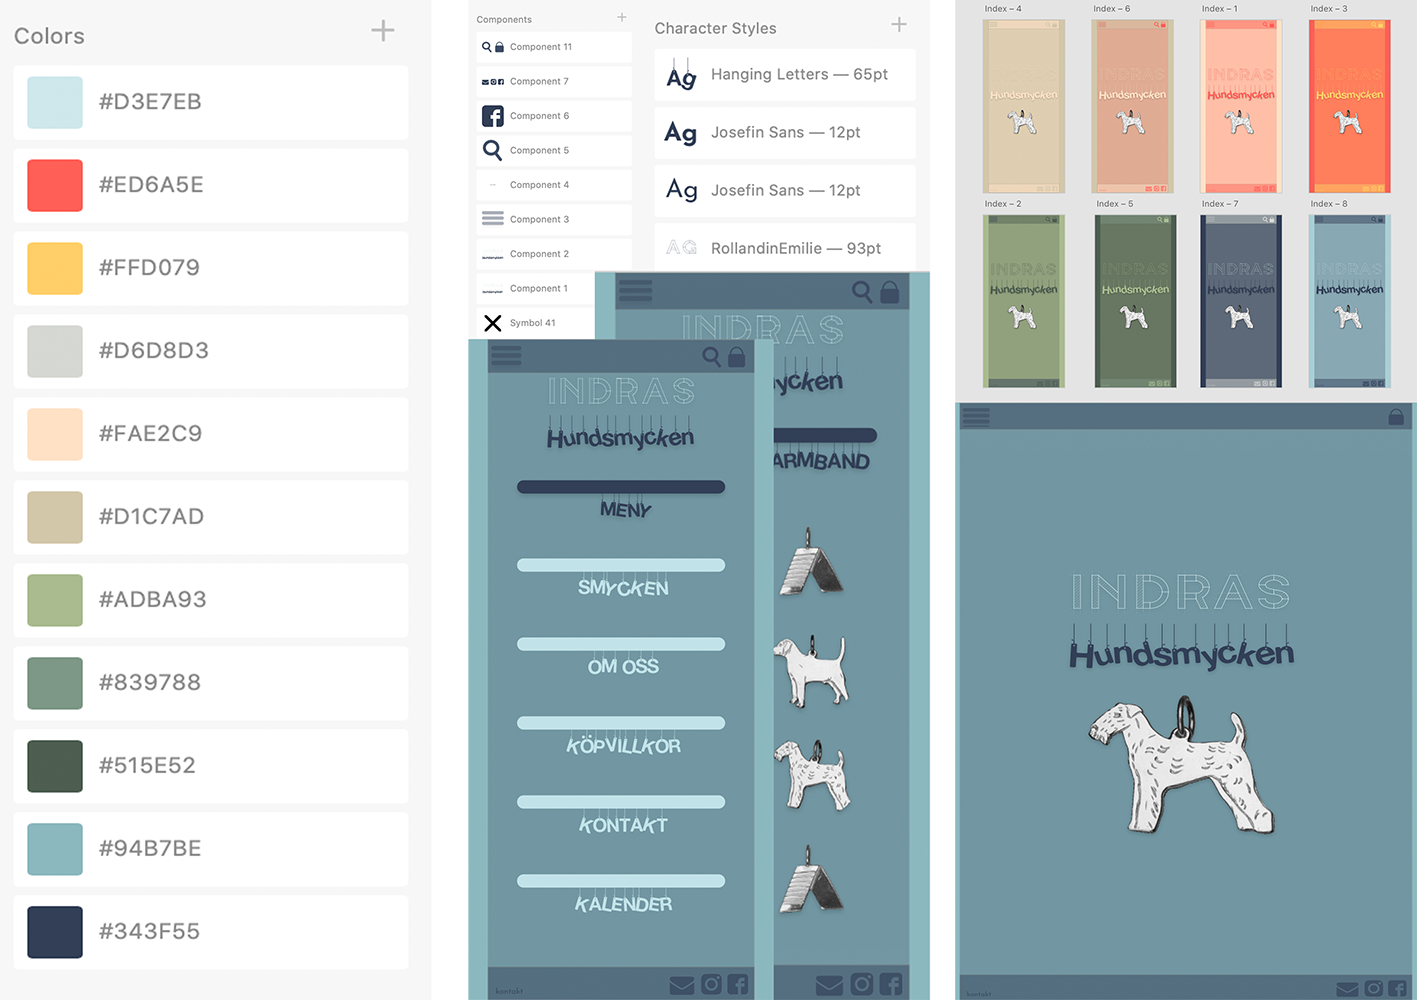 Colors
#D3E7EB
#ED6A5E
#FFD079
#D6D8D3
#FAE2C9
#D1C7AD
#ADBA93
#839788
#515E52
#94B7BE
#343F55
Components
Component 11
Component 7
Component 6
Component 5
Component 4
Component 3
Component 2
Component 1
Symbol 41
Character Styles
Ag Hanging Letters — 65pt
Ag Josefin Sans — 12pt
Ag Josefin Sans — 12pt
AG RollandinEmilie — 93pt
INDRAS
Hundsmycken
MENY
SMYCKEN
OM OSS
KÖPVILLKOR
KONTAKT
KALENDER
kontakt
INDRAS
ycken
ARMBAND
Index – 4
INDRAS
Hundsmycken
Index – 6
INDRAS
Hundsmycken
Index – 1
INDRAS
Hundsmycken
Index – 3
INDRAS
Hundsmycken
Index – 2
INDRAS
Hundsmycken
Index – 5
INDRAS
Hundsmycken
Index – 7
INDRAS
Hundsmycken
Index – 8
INDRAS
Hundsmycken
INDRAS
Hundsmycken
kontakt